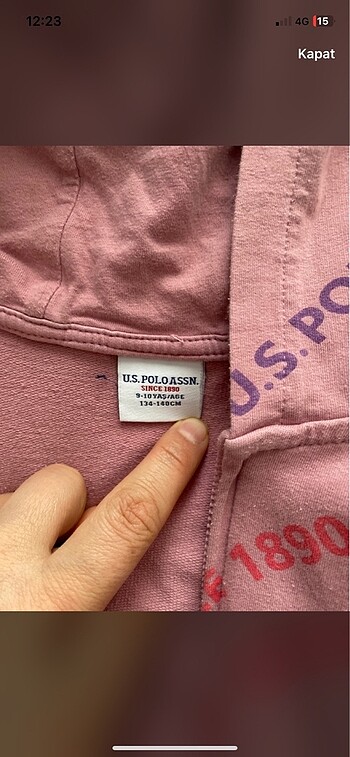 12:23
4G 15
Kapat
U.S. POLO ASSN.
SINCE 1890
9-10 YAŞ/AGE
134-140CM
U.S.PO
E 1890